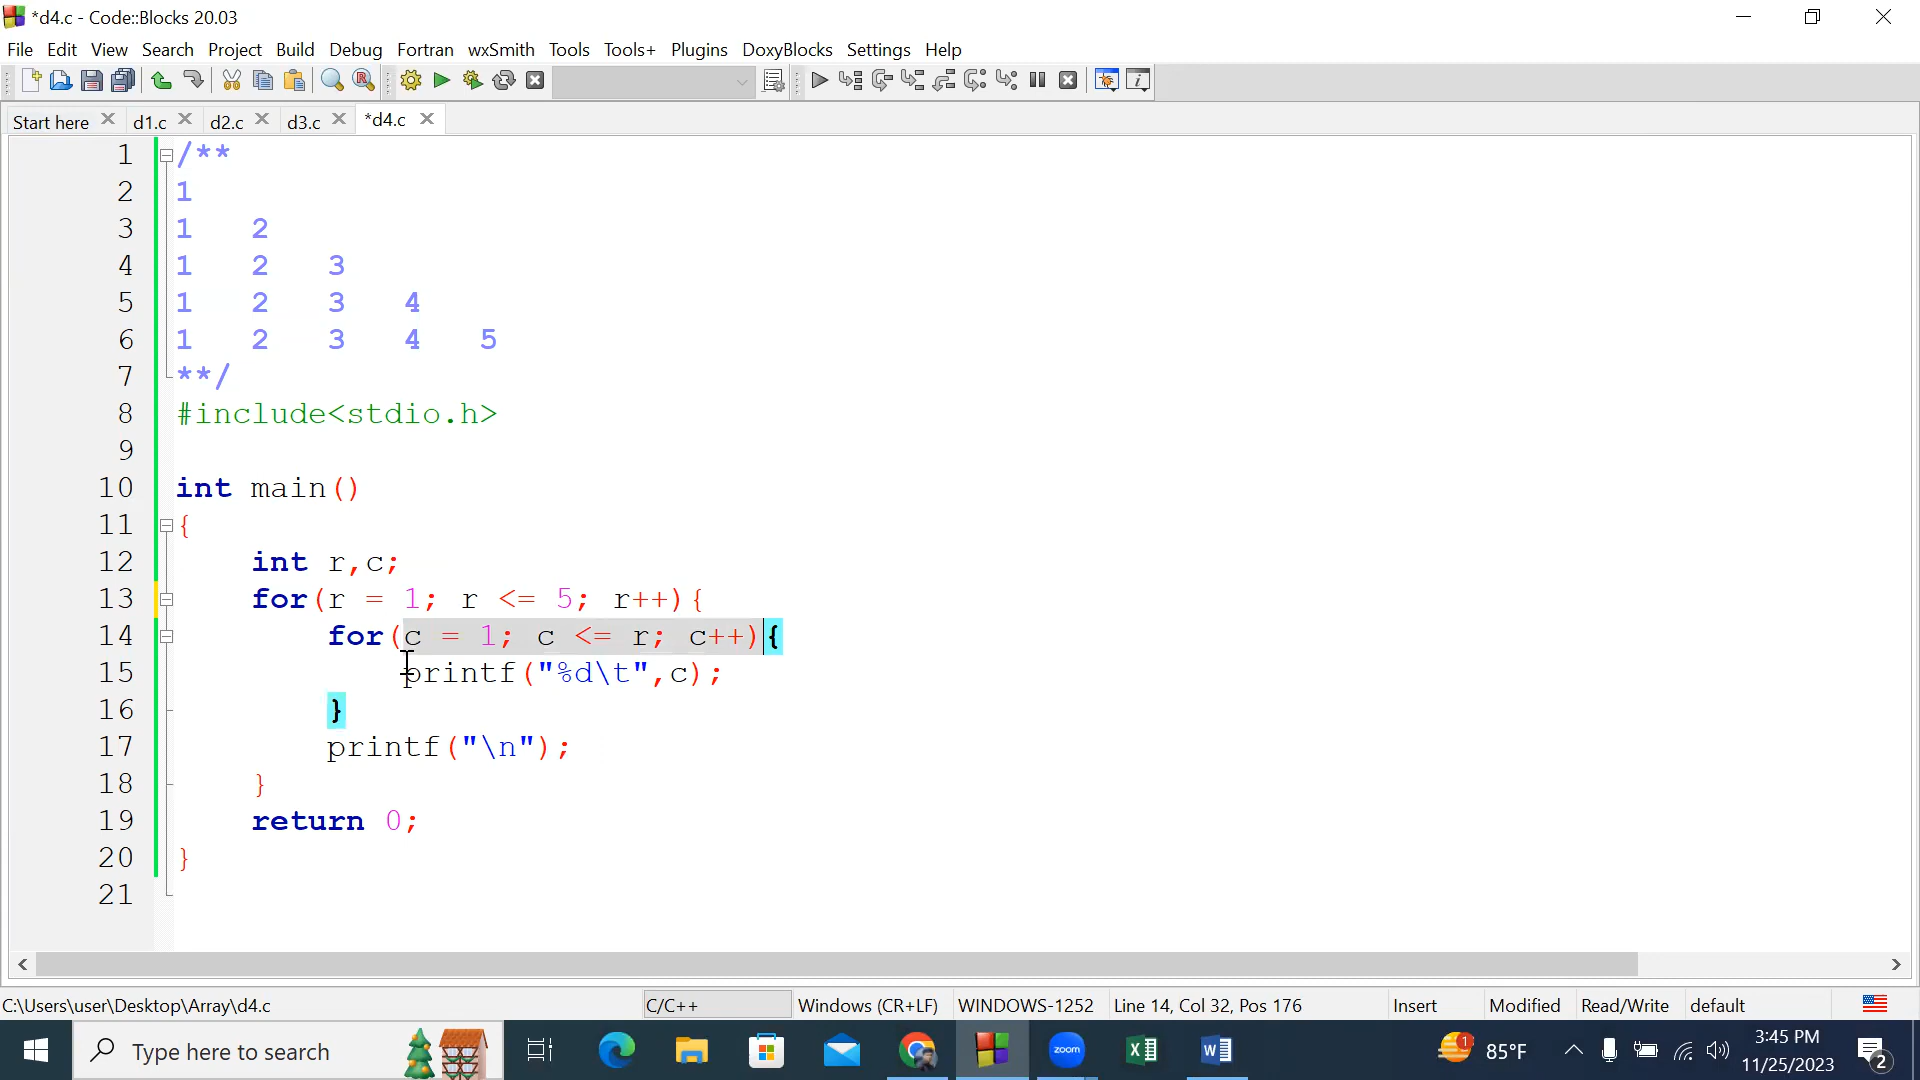 *d4.c - Code::Blocks 20.03
File Edit View Search Project Build Debug Fortran wxSmith Tools Tools+ Plugins DoxyBlocks Settings Help
Start here d1.c d2.c d3.c *d4.c
1 /**
2 1
3 1 2
4 1 2 3
5 1 2 3 4
6 1 2 3 4 5
7 **/
8 #include<stdio.h>
9
10 int main()
11 {
12 int r,c;
13 for(r = 1; r <= 5; r++){
14 for(c = 1; c <= r; c++){
15 printf("%d\t",c);
16 }
17 printf("\n");
18 }
19 return 0;
20 }
21
C:\Users\user\Desktop\Array\d4.c C/C++ Windows (CR+LF) WINDOWS-1252 Line 14, Col 32, Pos 176 Insert Modified Read/Write default
Type here to search zoom 1 85°F 3:45 PM
11/25/2023 2